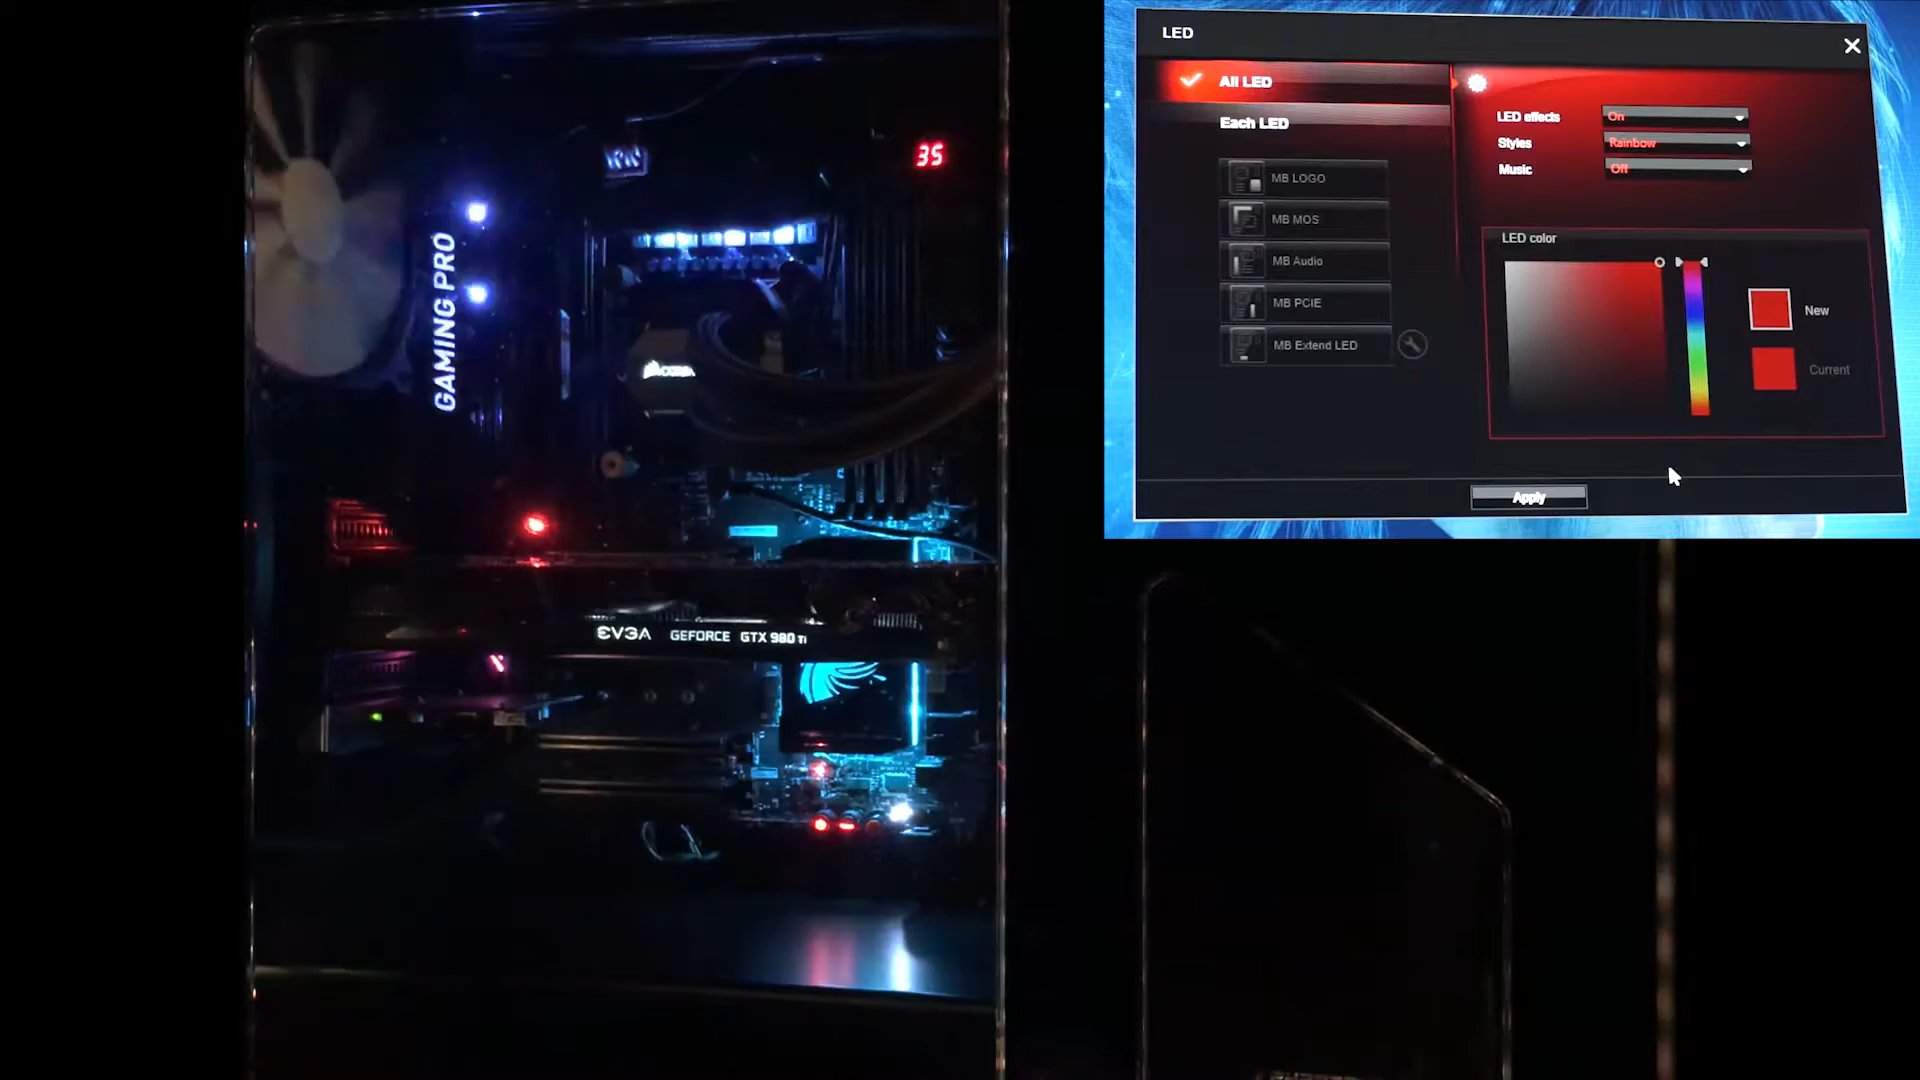 LED
All LED
Each LED
MB LOGO
MB MOS
MB Audio
MB PCIE
MB Extend LED
LED effects On
Styles Rainbow
Music Off
LED color
New
Current
Apply
35
GAMING PRO
EVGA GEFORCE GTX 980 Ti